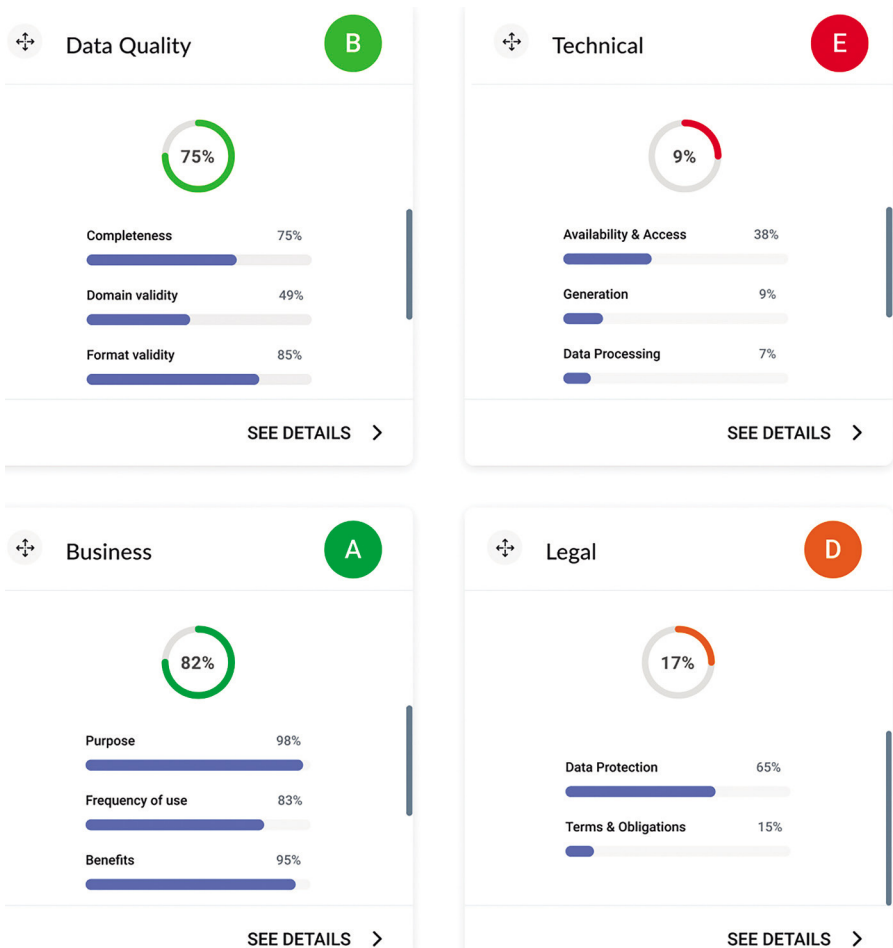 Data Quality B
75%
Completeness 75%
Domain validity 49%
Format validity 85%
SEE DETAILS
Technical E
9%
Availability & Access 38%
Generation 9%
Data Processing 7%
SEE DETAILS
Business A
82%
Purpose 98%
Frequency of use 83%
Benefits 95%
SEE DETAILS
Legal D
17%
Data Protection 65%
Terms & Obligations 15%
SEE DETAILS